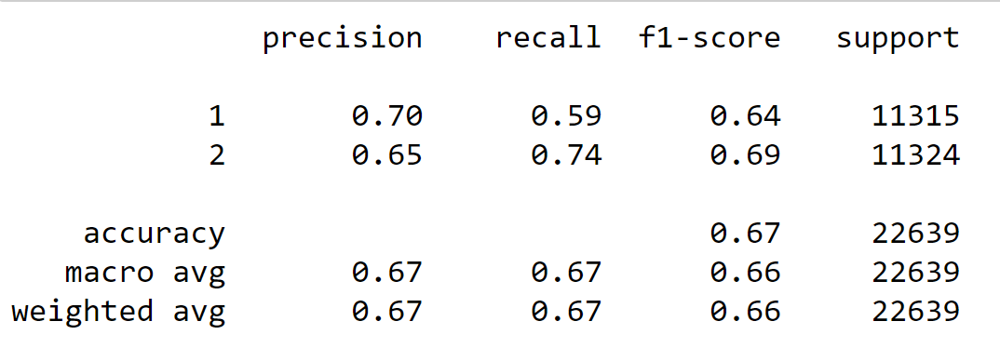 precision recall f1-score support
1 0.70 0.59 0.64 11315
2 0.65 0.74 0.69 11324
accuracy 0.67 22639
macro avg 0.67 0.67 0.66 22639
weighted avg 0.67 0.67 0.66 22639